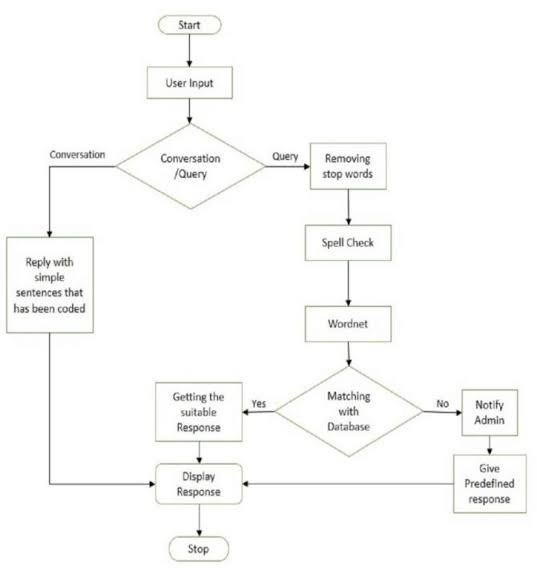 Start
User Input
Conversation
/Query
Conversation
Query
Removing
stop words
Spell Check
Reply with
simple
sentences that
has been coded
Wordnet
Matching
with
Database
Yes
No
Getting the
suitable
Response
Notify
Admin
Give
Predefined
response
Display
Response
Stop